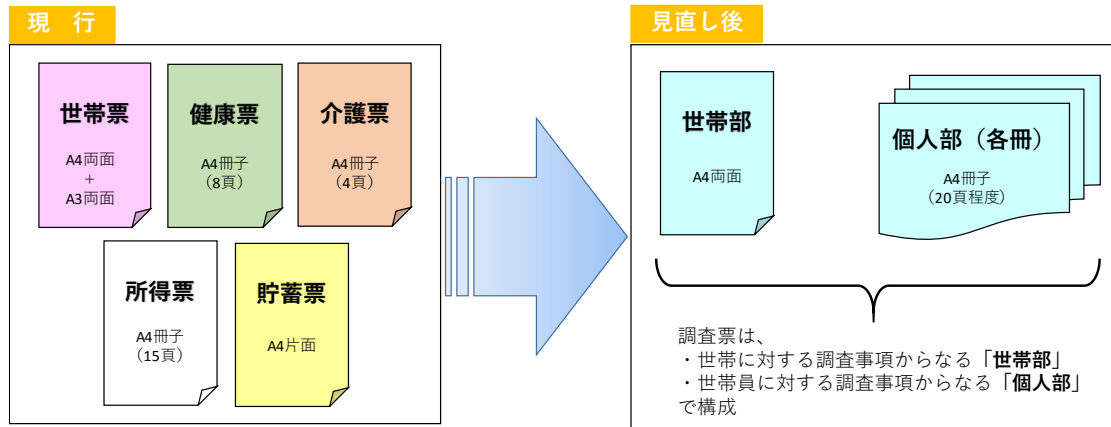 現　行
世帯票
A4両面
+
A3両面
健康票
A4冊子
（8頁）
介護票
A4冊子
（4頁）
所得票
A4冊子
（15頁）
貯蓄票
A4片面
見直し後
世帯部
A4両面
個人部（各冊）
A4冊子
（20頁程度）
調査票は、
・世帯に対する調査事項からなる「世帯部」
・世帯員に対する調査事項からなる「個人部」
で構成